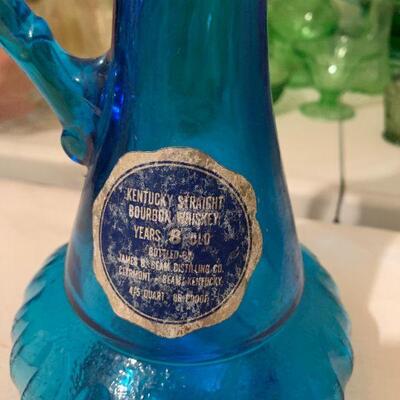 KENTUCKY STRAIGHT
BOURBON WHISKEY
YEARS 8 OLD
BOTTLED BY
JAMES B. BEAM DISTILLING CO.
CLERMONT - BEAM, KENTUCKY
4/5 QUART · 86 PROOF